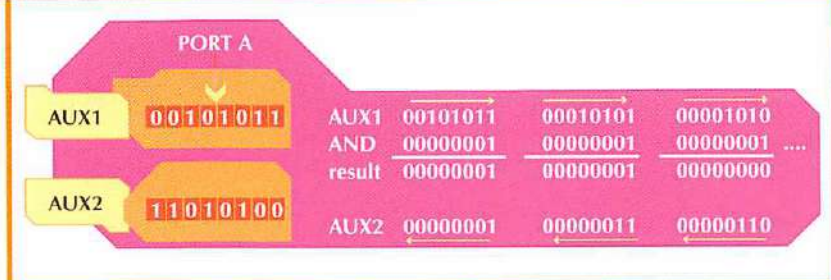 PORT A
AUX1 00101011
AUX2 11010100
AUX1 00101011 00010101 00001010
AND 00000001 00000001 00000001 ....
result 00000001 00000001 00000000
AUX2 00000001 00000011 00000110